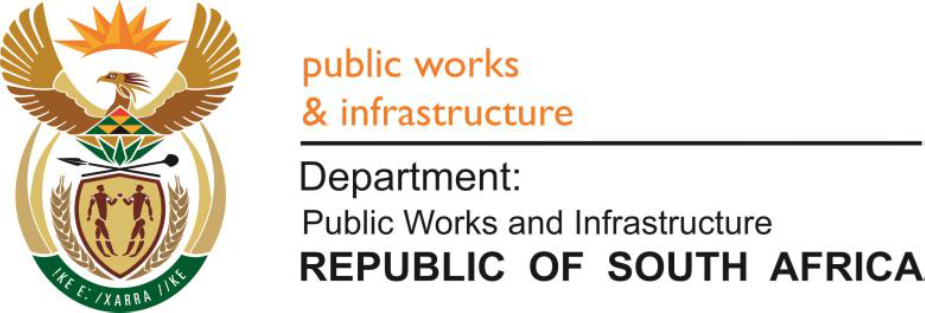 public works
& infrastructure
Department:
Public Works and Infrastructure
REPUBLIC OF SOUTH AFRICA
!KE E: /XARRA //KE